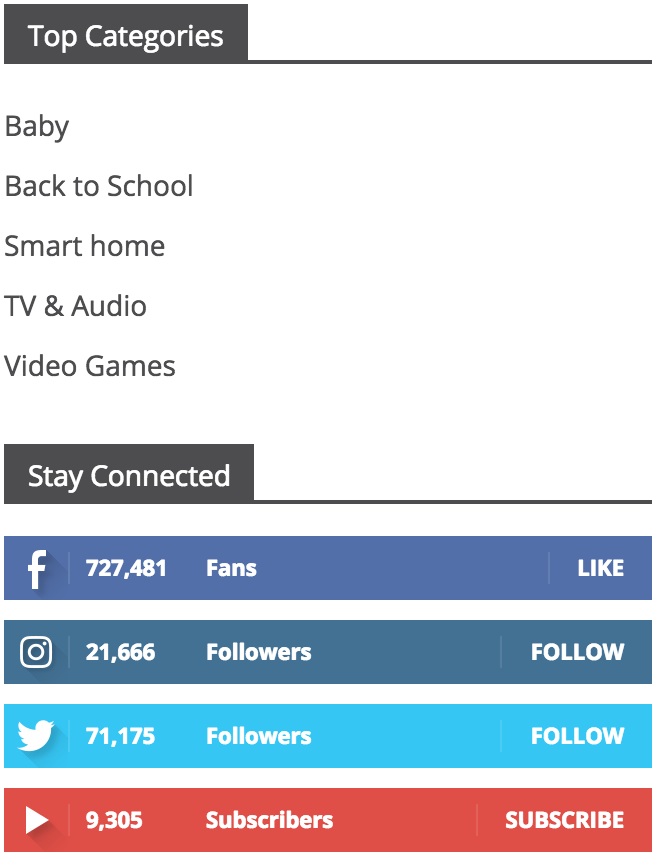 Top Categories
Baby
Back to School
Smart home
TV & Audio
Video Games
Stay Connected
727,481 Fans LIKE
21,666 Followers FOLLOW
71,175 Followers FOLLOW
9,305 Subscribers SUBSCRIBE